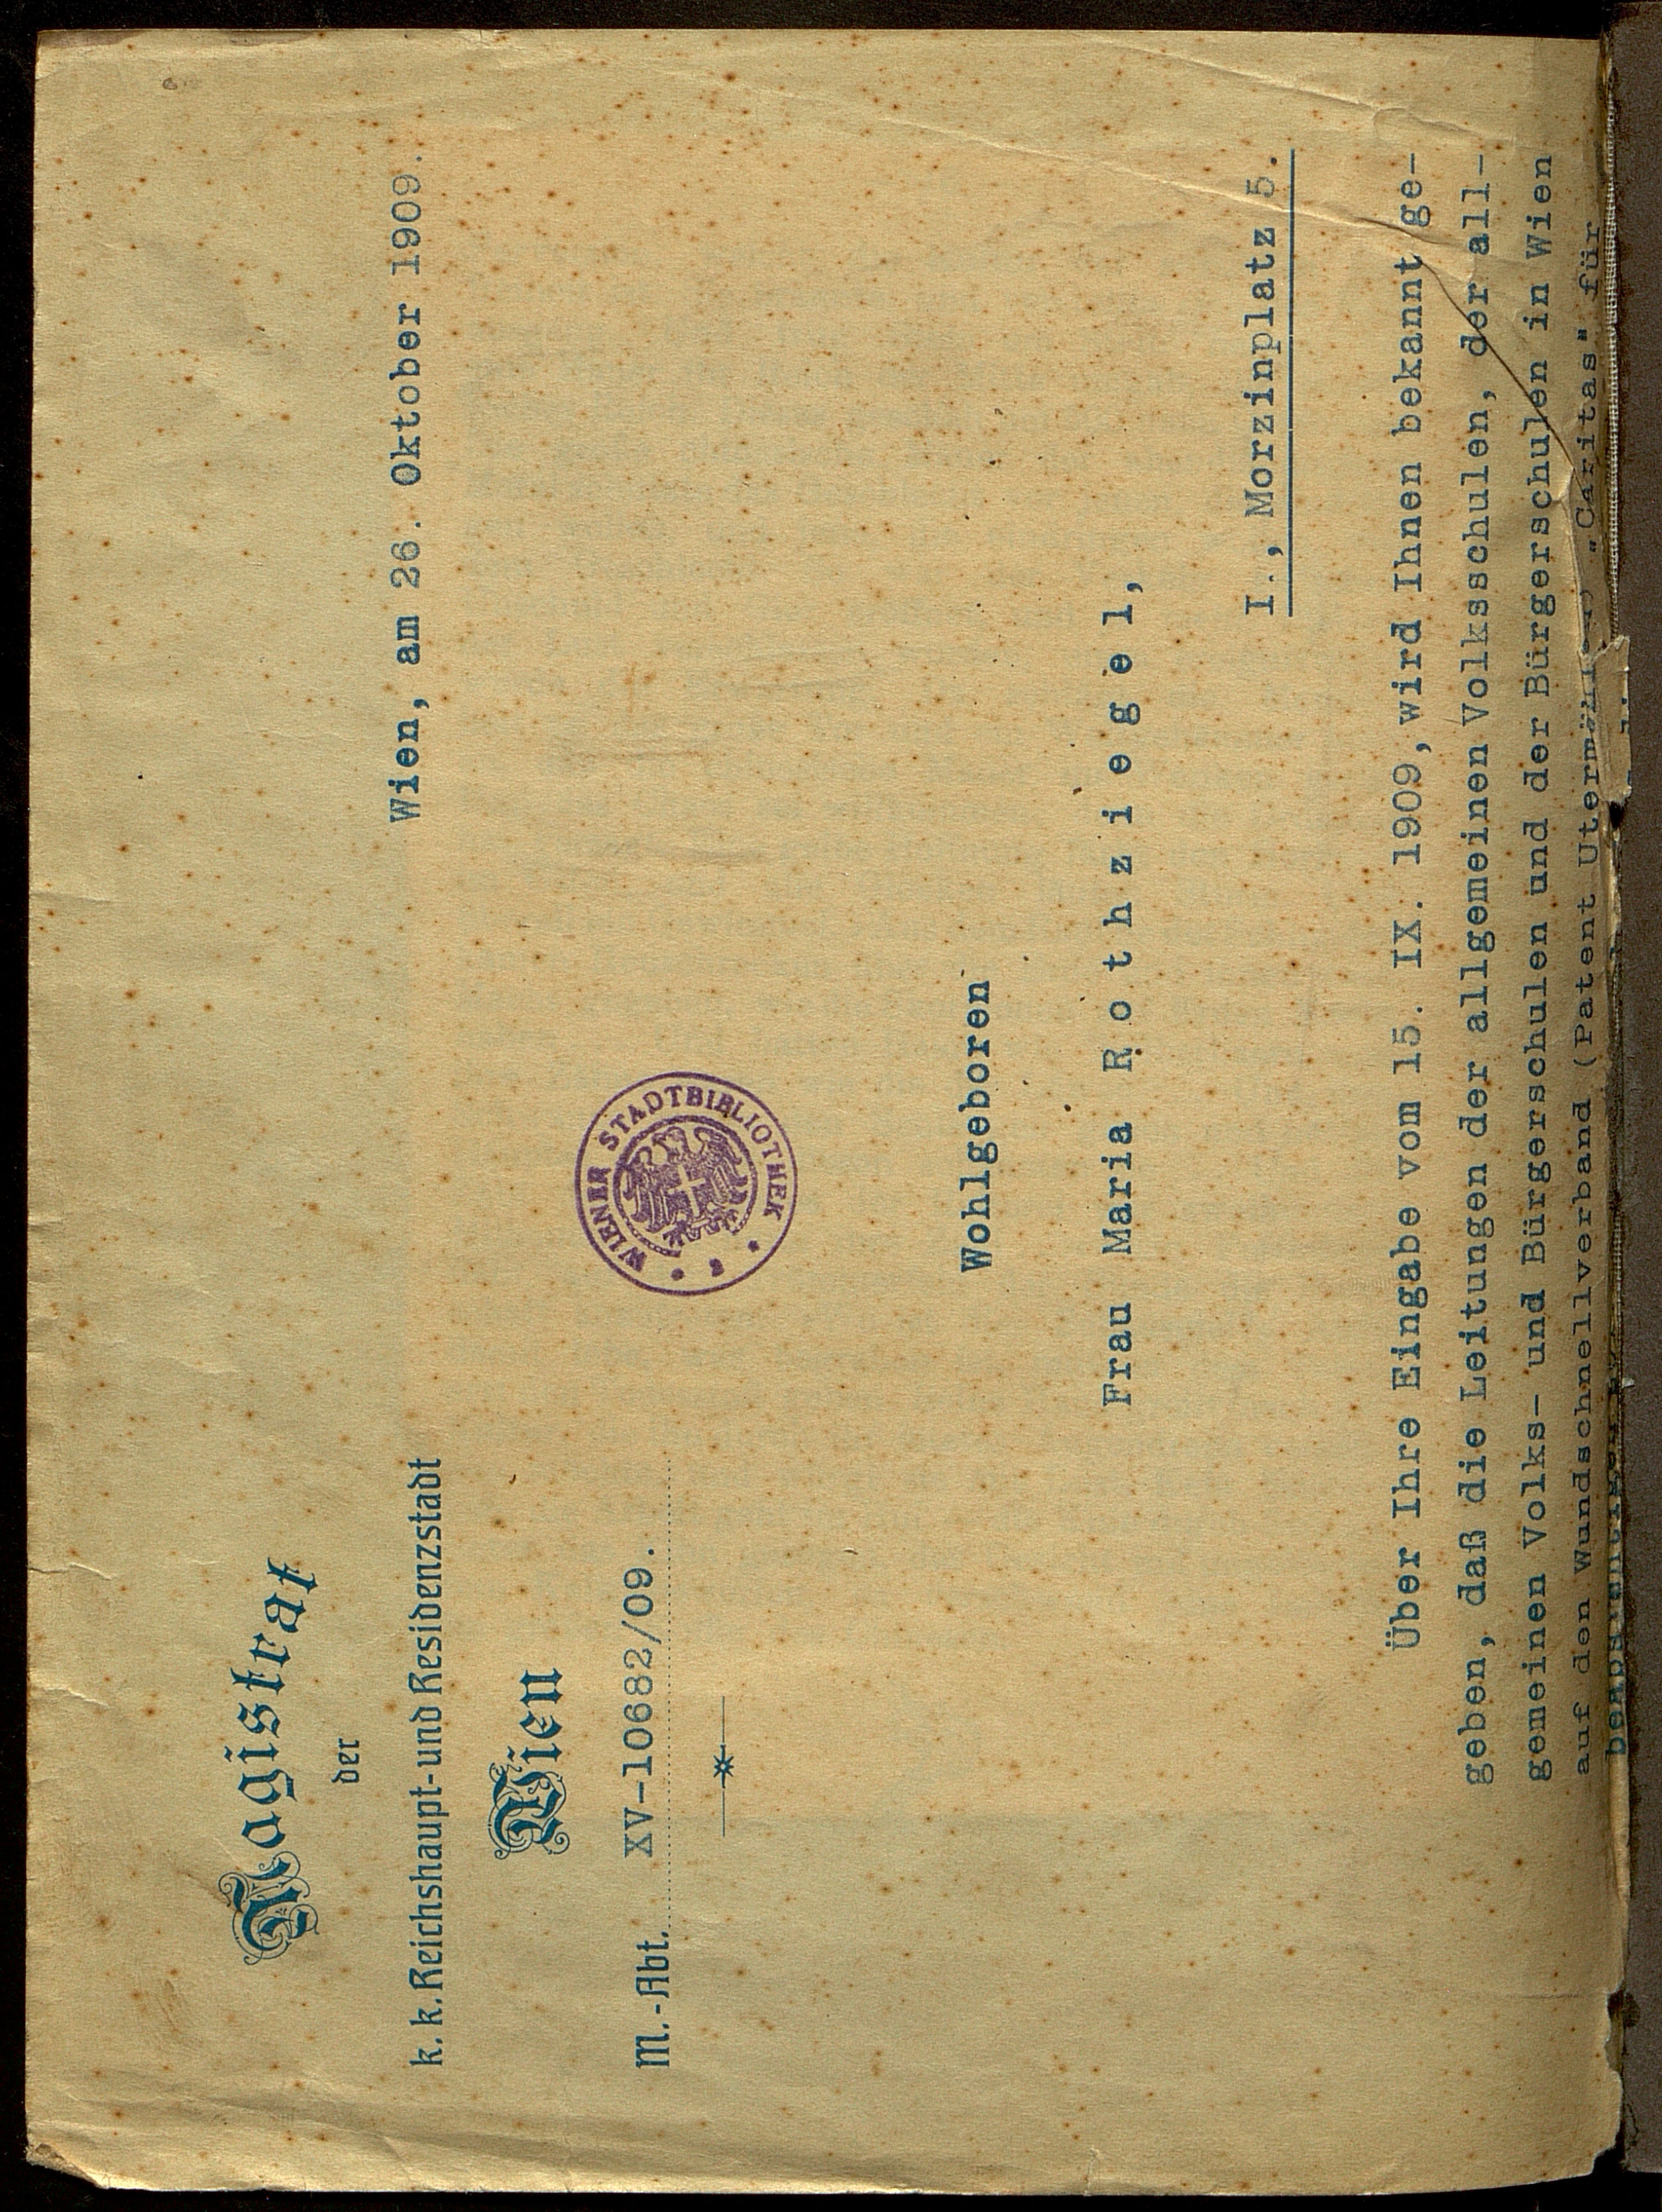 Magistrat
der
k. k. Reichshaupt- und Residenzstadt
Wien
M.-Abt. XV-10682/09.
Wien, am 26. Oktober 1909.
WIENER STADTBIBLIOTHEK
Wohlgeboren
Frau Maria Rothziegel,
I., Morzinplatz 5.
Über Ihre Eingabe vom 15. IX. 1909, wird Ihnen bekannt ge-
geben, daß die Leitungen der allgemeinen Volksschulen, der all-
gemeinen Volks- und Bürgerschulen und der Bürgerschulen in Wien
auf den Wundschnellverband (Patent Utermöhlen) „Caritas" für